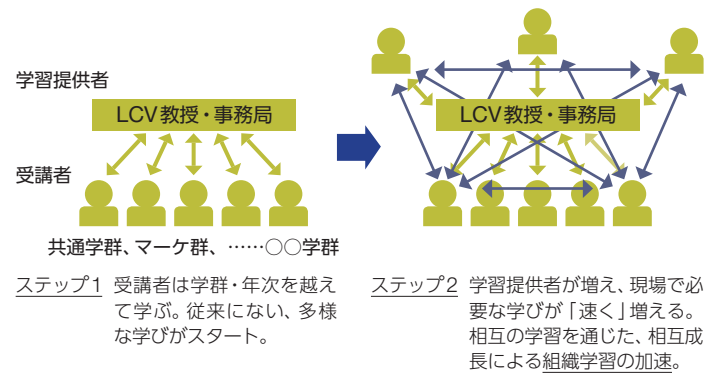 学習提供者
LCV教授・事務局
受講者
共通学群、マーケ群、……○○学群
ステップ1 受講者は学群・年次を越え
て学ぶ。従来にない、多様
な学びがスタート。
LCV教授・事務局
ステップ2 学習提供者が増え、現場で必
要な学びが「速く」増える。
相互の学習を通じた、相互成
長による組織学習の加速。